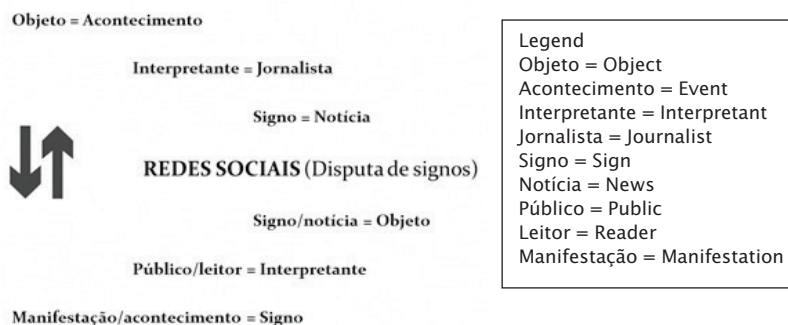 Objeto = Acontecimento
Interpretante = Jornalista
Signo = Notícia
REDES SOCIAIS (Disputa de signos)
Signo/notícia = Objeto
Público/leitor = Interpretante
Manifestação/acontecimento = Signo
Legend
Objeto = Object
Acontecimento = Event
Interpretante = Interpretant
Jornalista = Journalist
Signo = Sign
Notícia = News
Público = Public
Leitor = Reader
Manifestação = Manifestation